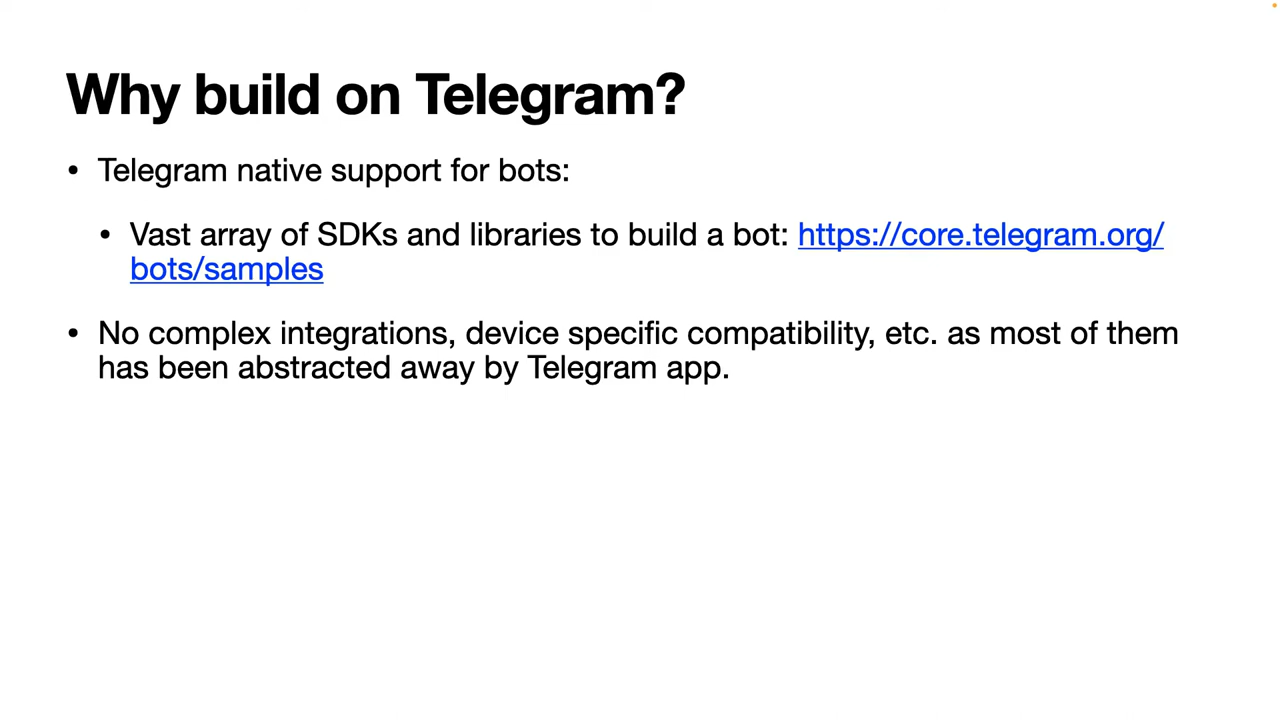 Why build on Telegram?
• Telegram native support for bots:
• Vast array of SDKs and libraries to build a bot: https://core.telegram.org/
bots/samples
• No complex integrations, device specific compatibility, etc. as most of them
has been abstracted away by Telegram app.